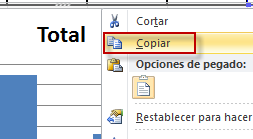 Total
Cortar
Copiar
Opciones de pegado:
Restablecer para hacer